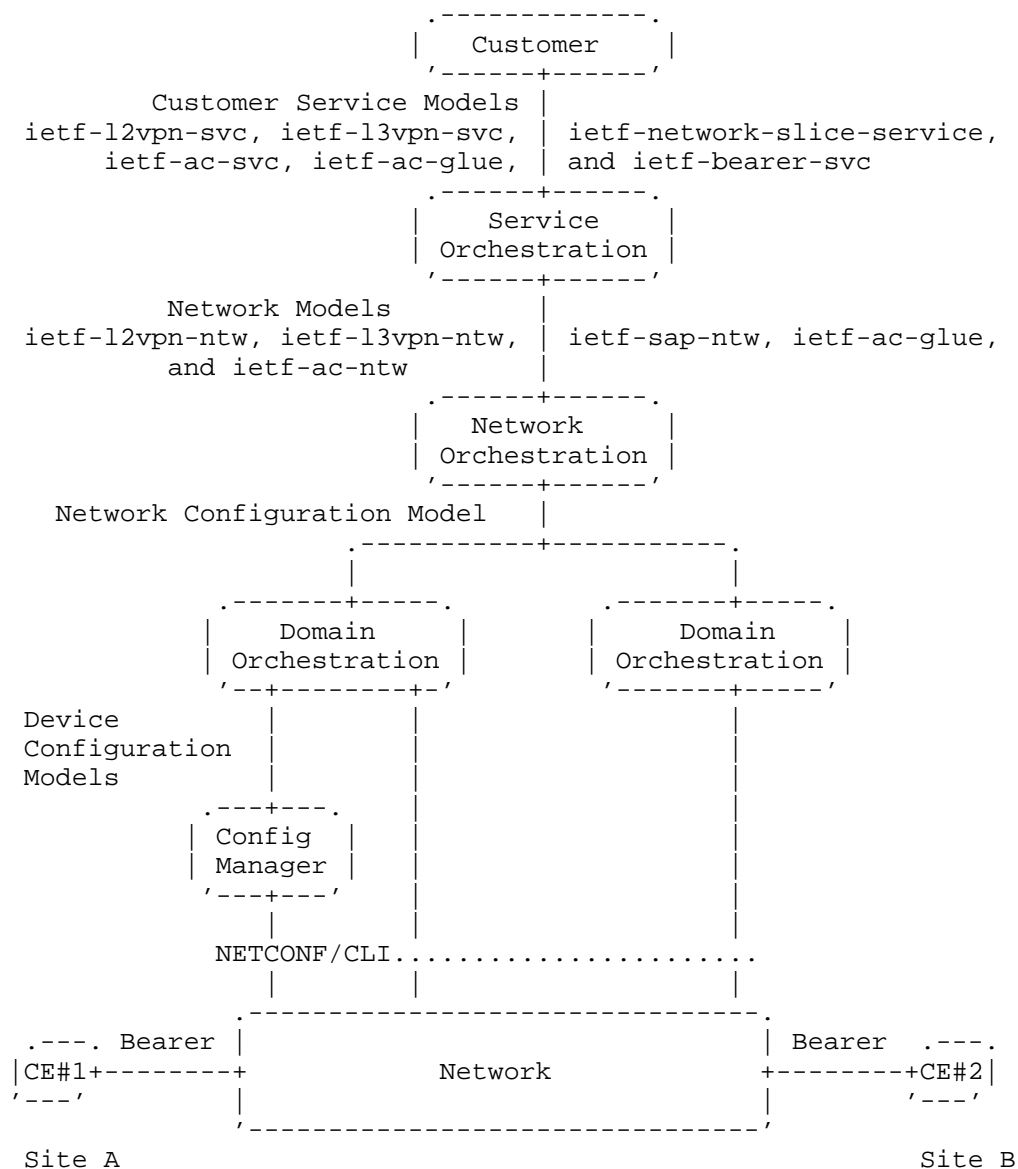 Customer
Customer Service Models
ietf-l2vpn-svc, ietf-l3vpn-svc, ietf-network-slice-service,
ietf-ac-svc, ietf-ac-glue, and ietf-bearer-svc
Service
Orchestration
Network Models
ietf-l2vpn-ntw, ietf-l3vpn-ntw, ietf-sap-ntw, ietf-ac-glue,
and ietf-ac-ntw
Network
Orchestration
Network Configuration Model
Domain Domain
Orchestration Orchestration
Device
Configuration
Models
Config
Manager
NETCONF/CLI.......................
Bearer Bearer
CE#1 Network CE#2
Site A Site B